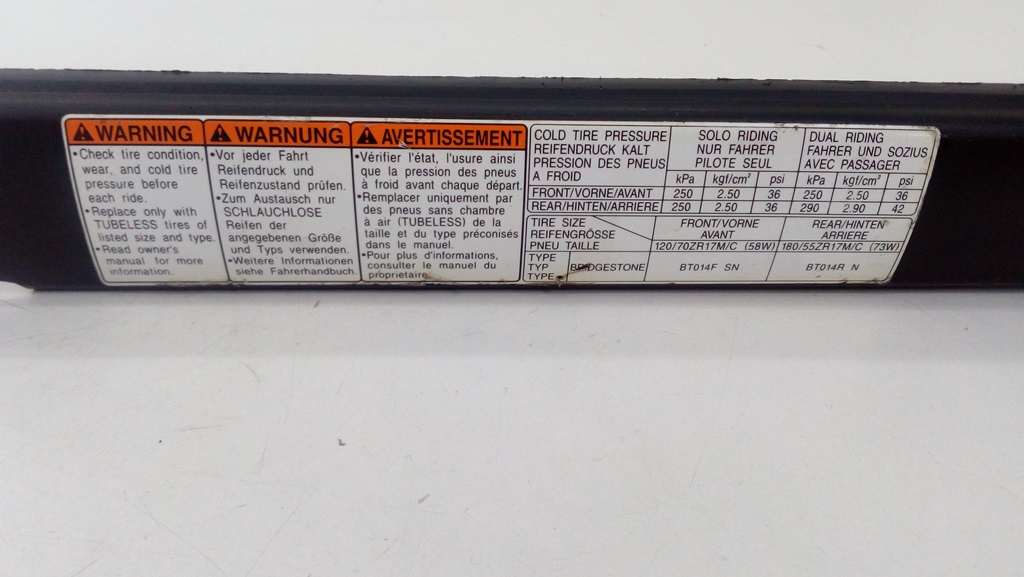 WARNING
•Check tire condition,
wear, and cold tire
pressure before
each ride.
•Replace only with
TUBELESS tires of
listed size and type.
•Read owner's
manual for more
information.
WARNUNG
•Vor jeder Fahrt
Reifendruck und
Reifenzustand prüfen.
•Zum Austausch nur
SCHLAUCHLOSE
Reifen der
angegebenen Größe
und Typs verwenden.
•Weitere Informationen
siehe Fahrerhandbuch.
AVERTISSEMENT
•Vérifier l'état, l'usure ainsi
que la pression des pneus
à froid avant chaque départ.
•Remplacer uniquement par
des pneus sans chambre
à air (TUBELESS) de la
taille et du type préconisés
dans le manuel.
•Pour plus d'informations,
consulter le manuel du
propriétaire.
COLD TIRE PRESSURE
REIFENDRUCK KALT
PRESSION DES PNEUS
A FROID
SOLO RIDING
NUR FAHRER
PILOTE SEUL
DUAL RIDING
FAHRER UND SOZIUS
AVEC PASSAGER
kPa kgf/cm² psi kPa kgf/cm² psi
FRONT/VORNE/AVANT 250 2.50 36 250 2.50 36
REAR/HINTEN/ARRIERE 250 2.50 36 290 2.90 42
TIRE SIZE
REIFENGRÖSSE
PNEU TAILLE
FRONT/VORNE
AVANT
REAR/HINTEN
ARRIERE
120/70ZR17M/C (58W) 180/55ZR17M/C (73W)
TYPE
TYP
TYPE
BRIDGESTONE BT014F SN BT014R N